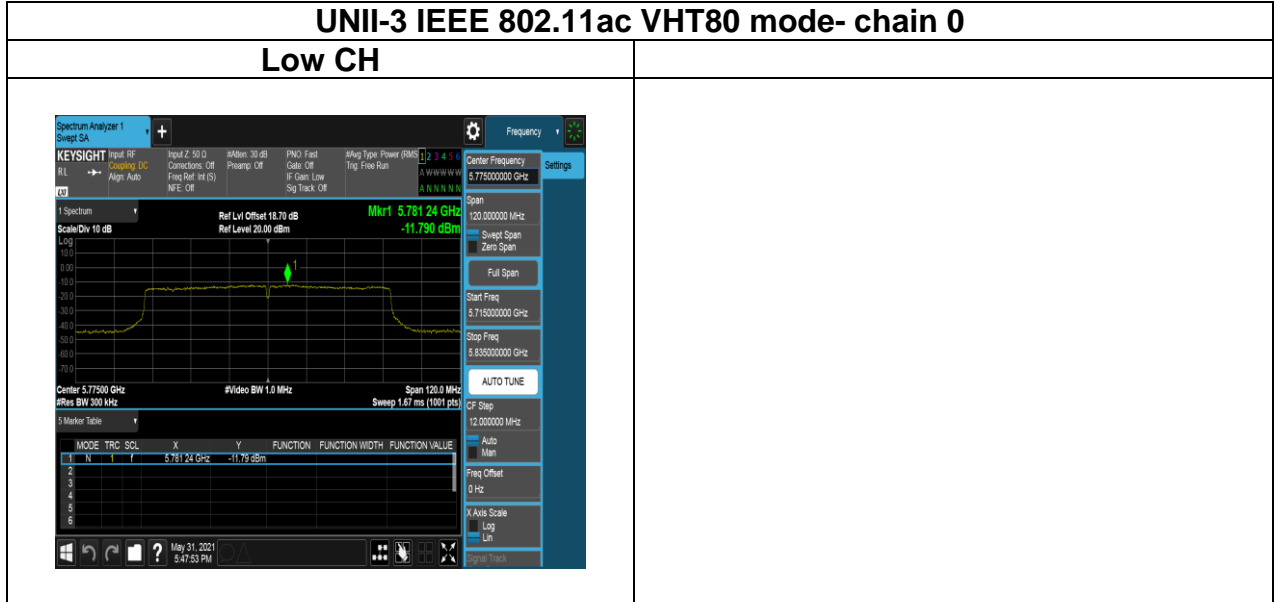 UNII-3 IEEE 802.11ac VHT80 mode- chain 0
Low CH
Spectrum Analyzer 1
Swept SA
Frequency
KEYSIGHT
RL
LXI
Input: RF
Coupling: DC
Align: Auto
Input Z: 50 Ω
Corrections: Off
Freq Ref: Int (S)
NFE: Off
#Atten: 30 dB
Preamp: Off
PNO: Fast
Gate: Off
IF Gain: Low
Sig Track: Off
#Avg Type: Power (RMS
Trig: Free Run
1 2 3 4 5 6
A W W W W W
A N N N N N
1 Spectrum
Scale/Div 10 dB
Ref Lvl Offset 18.70 dB
Ref Level 20.00 dBm
Mkr1 5.781 24 GHz
-11.790 dBm
Log
10.0
0.00
-10.0
-20.0
-30.0
-40.0
-50.0
-60.0
-70.0
1
Center 5.77500 GHz
#Res BW 300 kHz
#Video BW 1.0 MHz
Span 120.0 MHz
Sweep 1.67 ms (1001 pts)
5 Marker Table
MODE TRC SCL X Y FUNCTION FUNCTION WIDTH FUNCTION VALUE
1 N 1 f 5.781 24 GHz -11.79 dBm
2
3
4
5
6
May 31, 2021
5:47:53 PM
Center Frequency
5.775000000 GHz
Settings
Span
120.000000 MHz
Swept Span
Zero Span
Full Span
Start Freq
5.715000000 GHz
Stop Freq
5.835000000 GHz
AUTO TUNE
CF Step
12.000000 MHz
Auto
Man
Freq Offset
0 Hz
X Axis Scale
Log
Lin
Signal Track